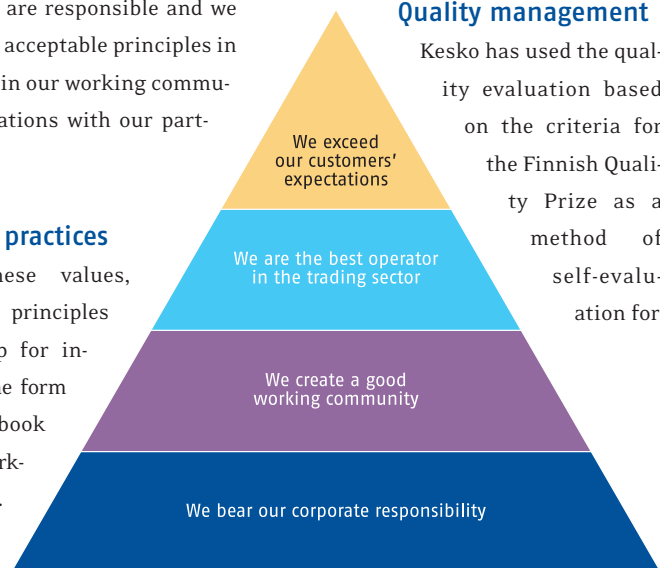 are responsible and we
acceptable principles in
in our working commu-
ations with our part-
practices
hese values,
principles
p for in-
e form
book
rk-
.
We exceed
our customers’
expectations
We are the best operator
in the trading sector
We create a good
working community
We bear our corporate responsibility
Quality management
Kesko has used the qual-
ity evaluation based
on the criteria for
the Finnish Quali-
ty Prize as a
method of
self-evalu-
ation for